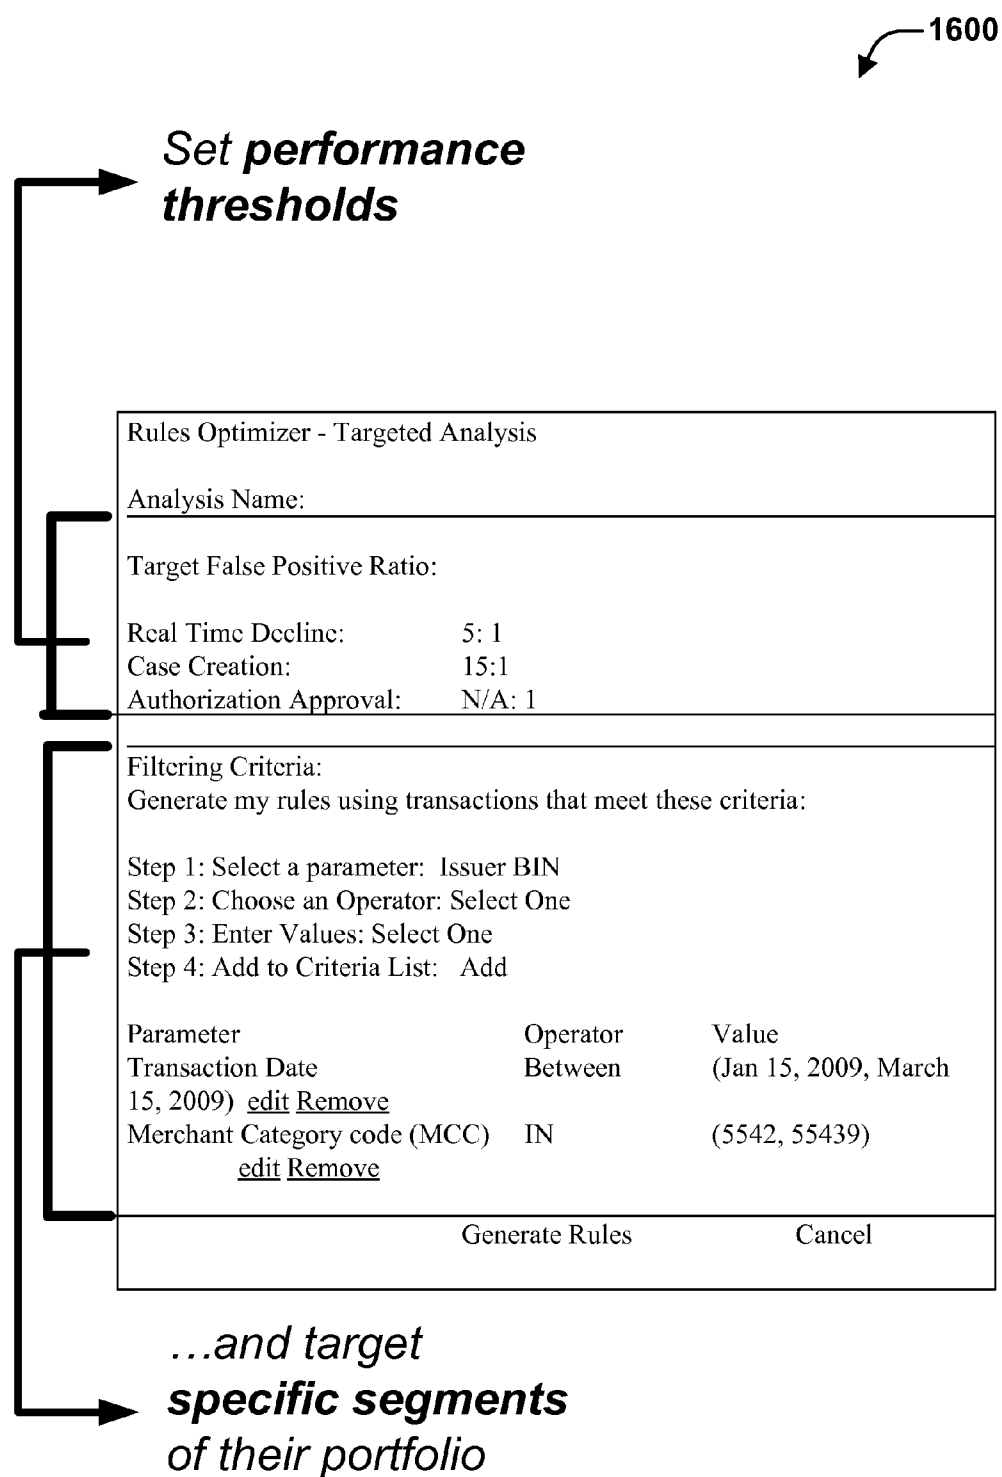 1600
Set performance
thresholds
Rules Optimizer - Targeted Analysis
Analysis Name:
Target False Positive Ratio:
Real Time Decline: 5: 1
Case Creation: 15:1
Authorization Approval: N/A: 1
Filtering Criteria:
Generate my rules using transactions that meet these criteria:
Step 1: Select a parameter: Issuer BIN
Step 2: Choose an Operator: Select One
Step 3: Enter Values: Select One
Step 4: Add to Criteria List: Add
Parameter Operator Value
Transaction Date Between (Jan 15, 2009, March
15, 2009) edit Remove
Merchant Category code (MCC) IN (5542, 55439)
edit Remove
Generate Rules Cancel
...and target
specific segments
of their portfolio